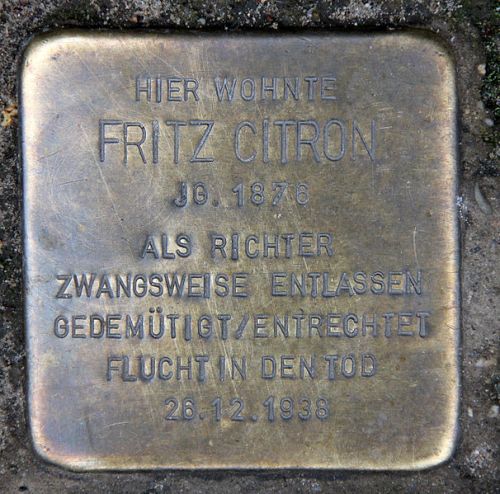 HIER WOHNTE
FRITZ CITRON
JG. 1876
ALS RICHTER
ZWANGSWEISE ENTLASSEN
GEDEMÜTIGT/ENTRECHTET
FLUCHT IN DEN TOD
26.12.1938